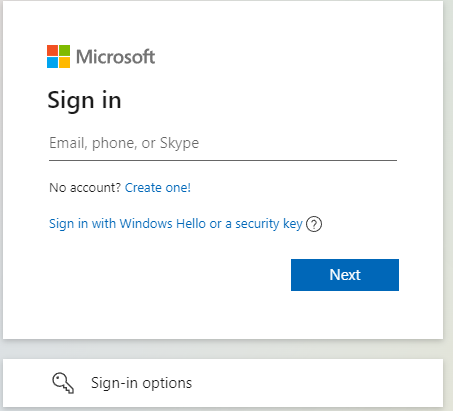 Microsoft
Sign in
Email, phone, or Skype
No account? Create one!
Sign in with Windows Hello or a security key ?
Next
Sign-in options